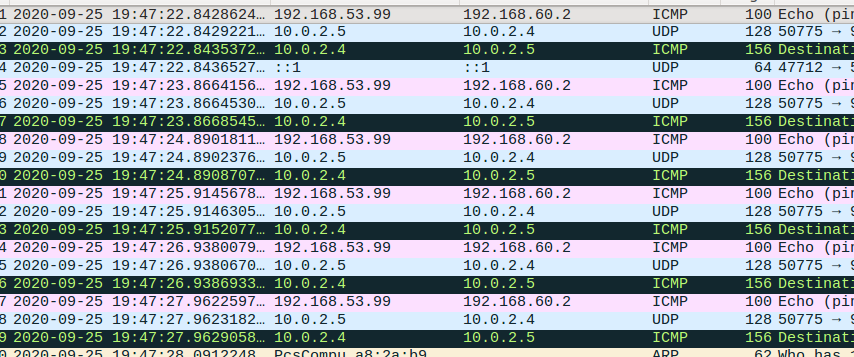 1 2020-09-25 19:47:22.8428624… 192.168.53.99 192.168.60.2 ICMP 100 Echo (pin
2 2020-09-25 19:47:22.8429221… 10.0.2.5 10.0.2.4 UDP 128 50775 → 9
3 2020-09-25 19:47:22.8435372… 10.0.2.4 10.0.2.5 ICMP 156 Destinati
4 2020-09-25 19:47:22.8436527… ::1 ::1 UDP 64 47712 → 5
5 2020-09-25 19:47:23.8664156… 192.168.53.99 192.168.60.2 ICMP 100 Echo (pin
6 2020-09-25 19:47:23.8664530… 10.0.2.5 10.0.2.4 UDP 128 50775 → 9
7 2020-09-25 19:47:23.8668545… 10.0.2.4 10.0.2.5 ICMP 156 Destinati
8 2020-09-25 19:47:24.8901811… 192.168.53.99 192.168.60.2 ICMP 100 Echo (pin
9 2020-09-25 19:47:24.8902376… 10.0.2.5 10.0.2.4 UDP 128 50775 → 9
0 2020-09-25 19:47:24.8908707… 10.0.2.4 10.0.2.5 ICMP 156 Destinati
1 2020-09-25 19:47:25.9145678… 192.168.53.99 192.168.60.2 ICMP 100 Echo (pin
2 2020-09-25 19:47:25.9146305… 10.0.2.5 10.0.2.4 UDP 128 50775 → 9
3 2020-09-25 19:47:25.9152077… 10.0.2.4 10.0.2.5 ICMP 156 Destinati
4 2020-09-25 19:47:26.9380079… 192.168.53.99 192.168.60.2 ICMP 100 Echo (pin
5 2020-09-25 19:47:26.9380670… 10.0.2.5 10.0.2.4 UDP 128 50775 → 9
6 2020-09-25 19:47:26.9386933… 10.0.2.4 10.0.2.5 ICMP 156 Destinati
7 2020-09-25 19:47:27.9622597… 192.168.53.99 192.168.60.2 ICMP 100 Echo (pin
8 2020-09-25 19:47:27.9623182… 10.0.2.5 10.0.2.4 UDP 128 50775 → 9
9 2020-09-25 19:47:27.9629058… 10.0.2.4 10.0.2.5 ICMP 156 Destinati
0 2020-09-25 19:47:28.0912248… PcsCompu_a8:2a:b9 ARP 62 Who has